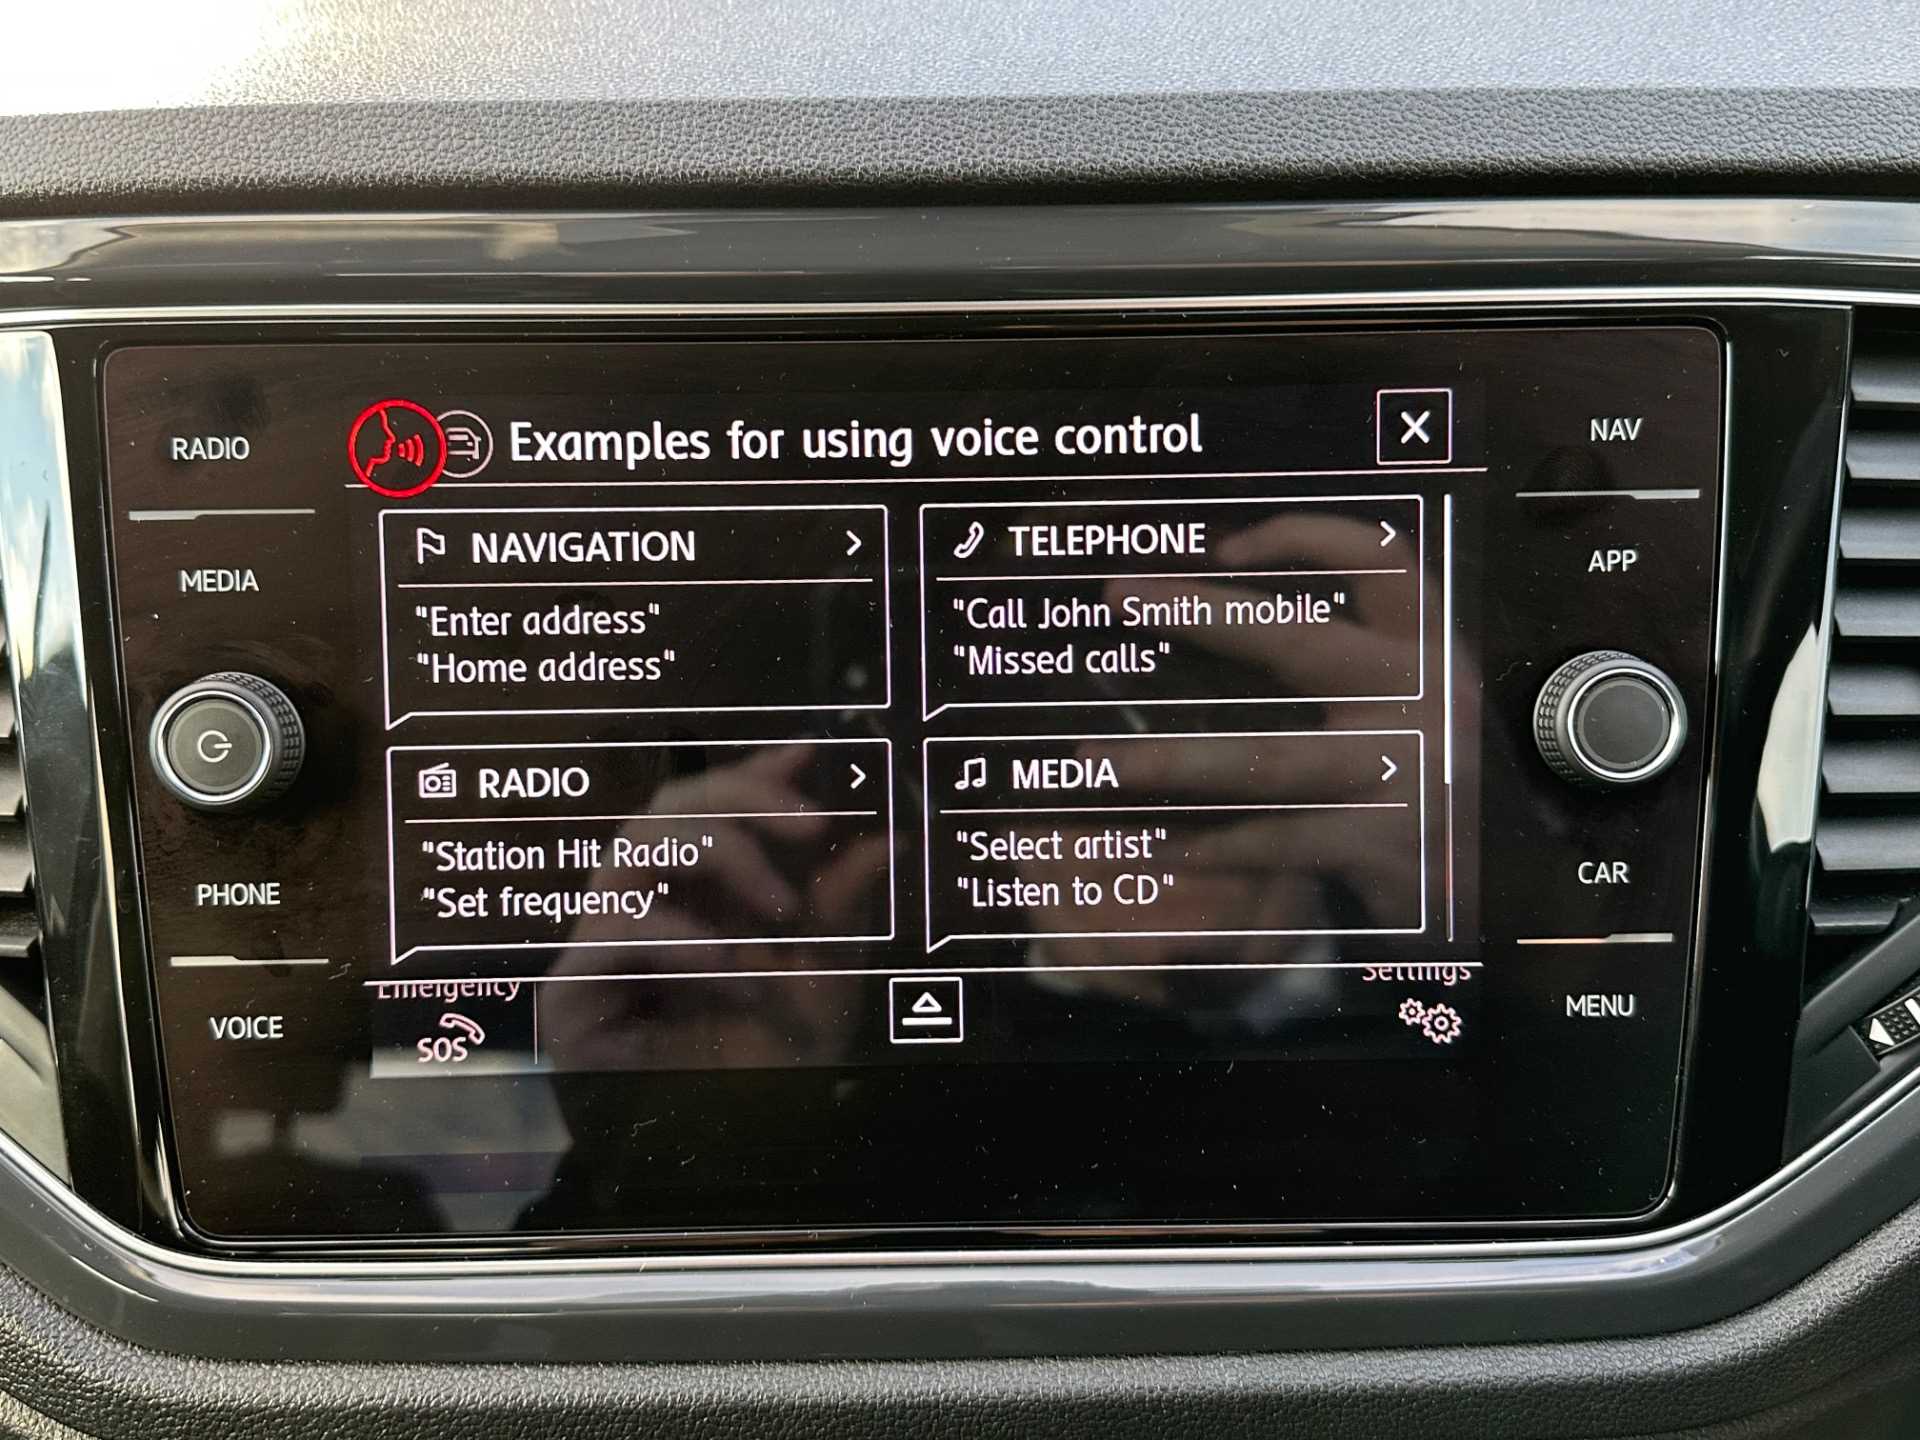 Examples for using voice control
RADIO
MEDIA
PHONE
VOICE
NAVIGATION
"Enter address"
"Home address"
TELEPHONE
"Call John Smith mobile"
"Missed calls"
RADIO
"Station Hit Radio"
"Set frequency"
MEDIA
"Select artist"
"Listen to CD"
Emergency
SOS
Settings
NAV
APP
CAR
MENU